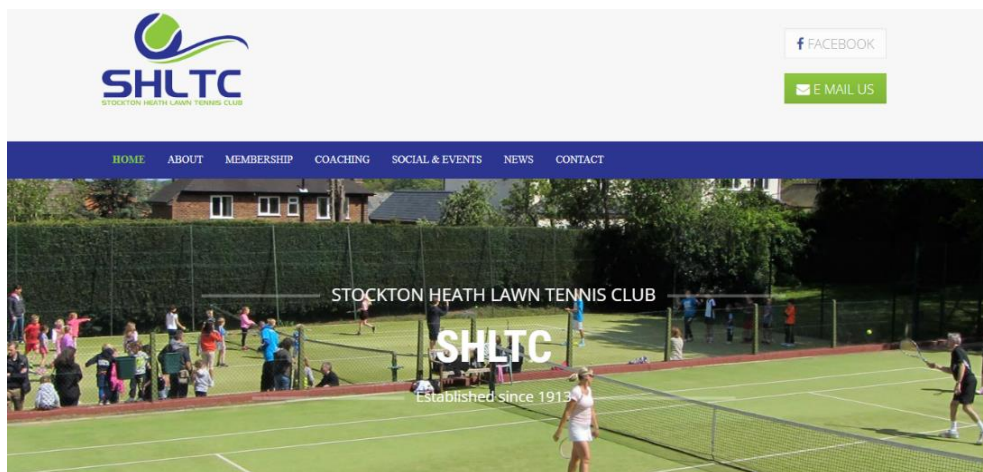 SHLTC
STOCKTON HEATH LAWN TENNIS CLUB
FACEBOOK
E MAIL US
HOME ABOUT MEMBERSHIP COACHING SOCIAL & EVENTS NEWS CONTACT
STOCKTON HEATH LAWN TENNIS CLUB
SHLTC
Established since 1913